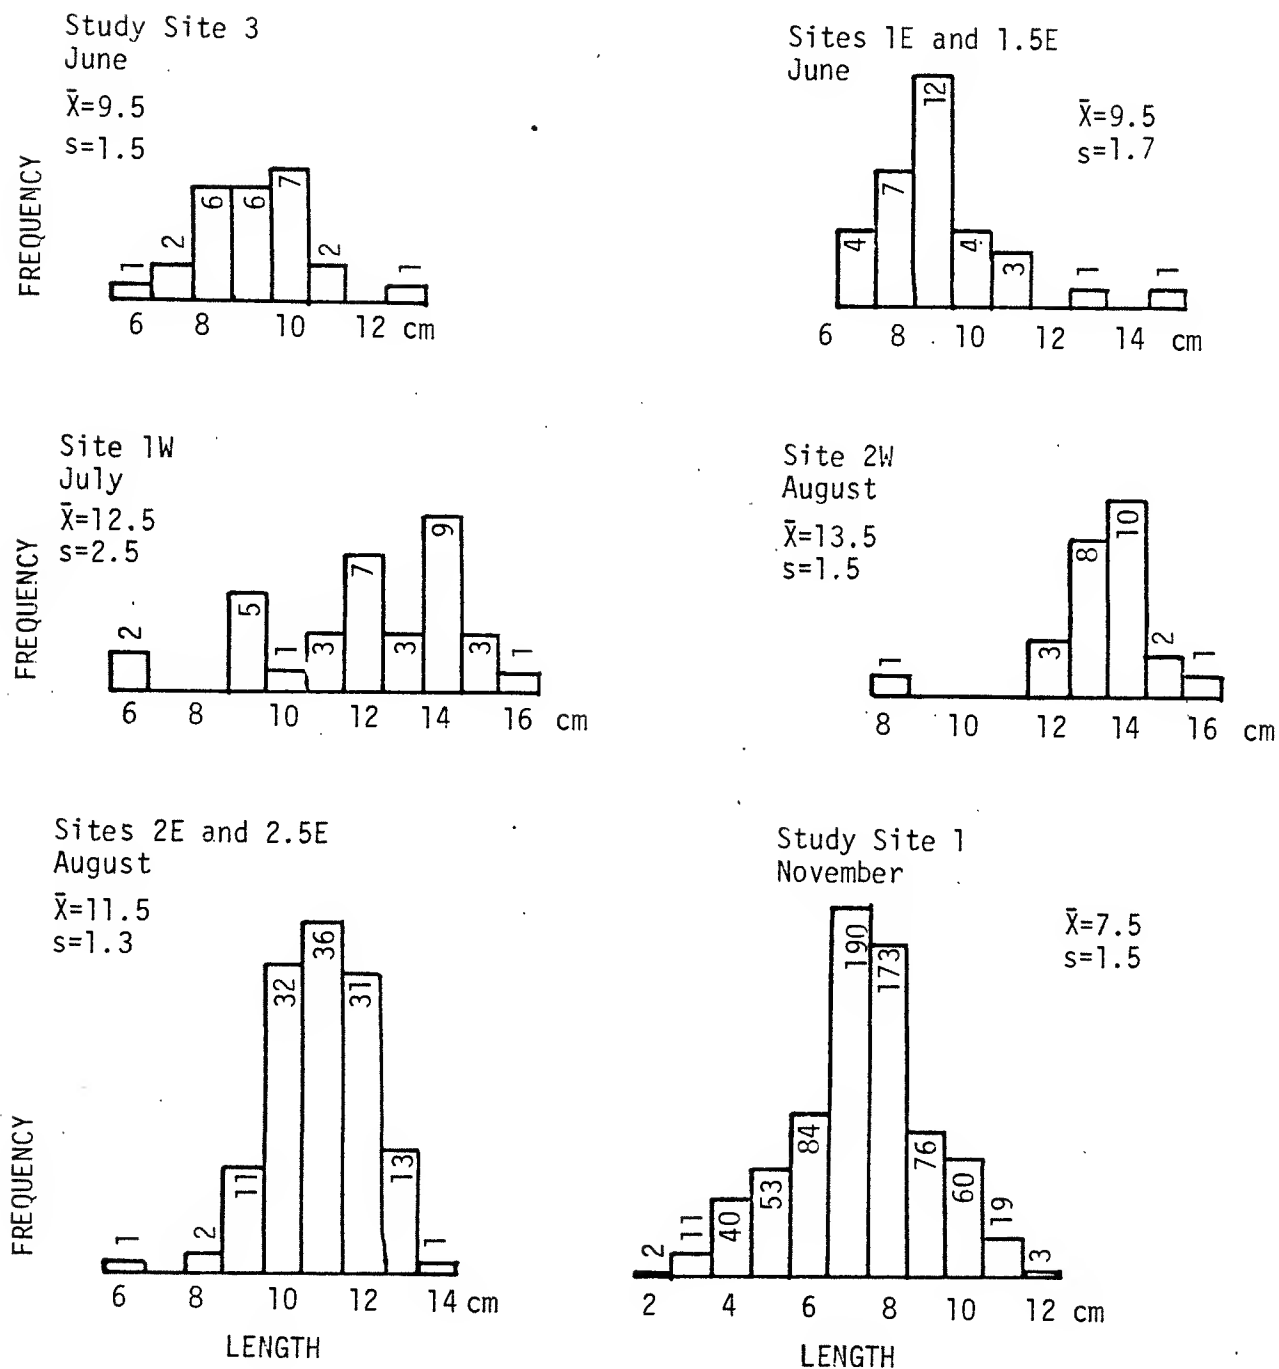 Study Site 3
June
X̄=9.5
s=1.5
FREQUENCY
1 2 6 6 7 2 1
6 8 10 12 cm
Sites 1E and 1.5E
June
X̄=9.5
s=1.7
4 7 12 4 3 1 1
6 8 10 12 14 cm
Site 1W
July
X̄=12.5
s=2.5
FREQUENCY
2 5 1 3 7 3 9 3 1
6 8 10 12 14 16 cm
Site 2W
August
X̄=13.5
s=1.5
1 3 8 10 2 1
8 10 12 14 16 cm
Sites 2E and 2.5E
August
X̄=11.5
s=1.3
FREQUENCY
1 2 11 32 36 31 13 1
6 8 10 12 14 cm
LENGTH
Study Site 1
November
X̄=7.5
s=1.5
2 11 40 53 84 190 173 76 60 19 3
2 4 6 8 10 12 cm
LENGTH